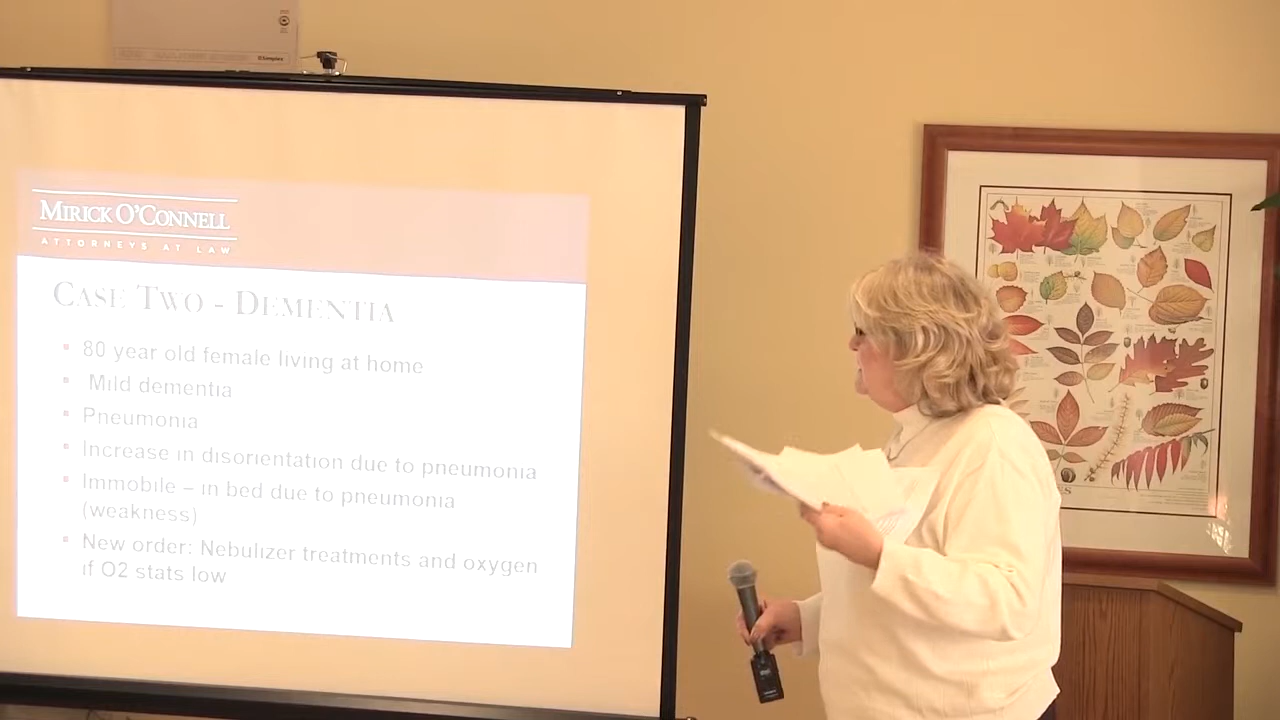 Simplex
MIRICK O'CONNELL
ATTORNEYS AT LAW
CASE TWO - DEMENTIA
80 year old female living at home
Mild dementia
Pneumonia
Increase in disorientation due to pneumonia
Immobile – in bed due to pneumonia
(weakness)
New order: Nebulizer treatments and oxygen
if O2 stats low